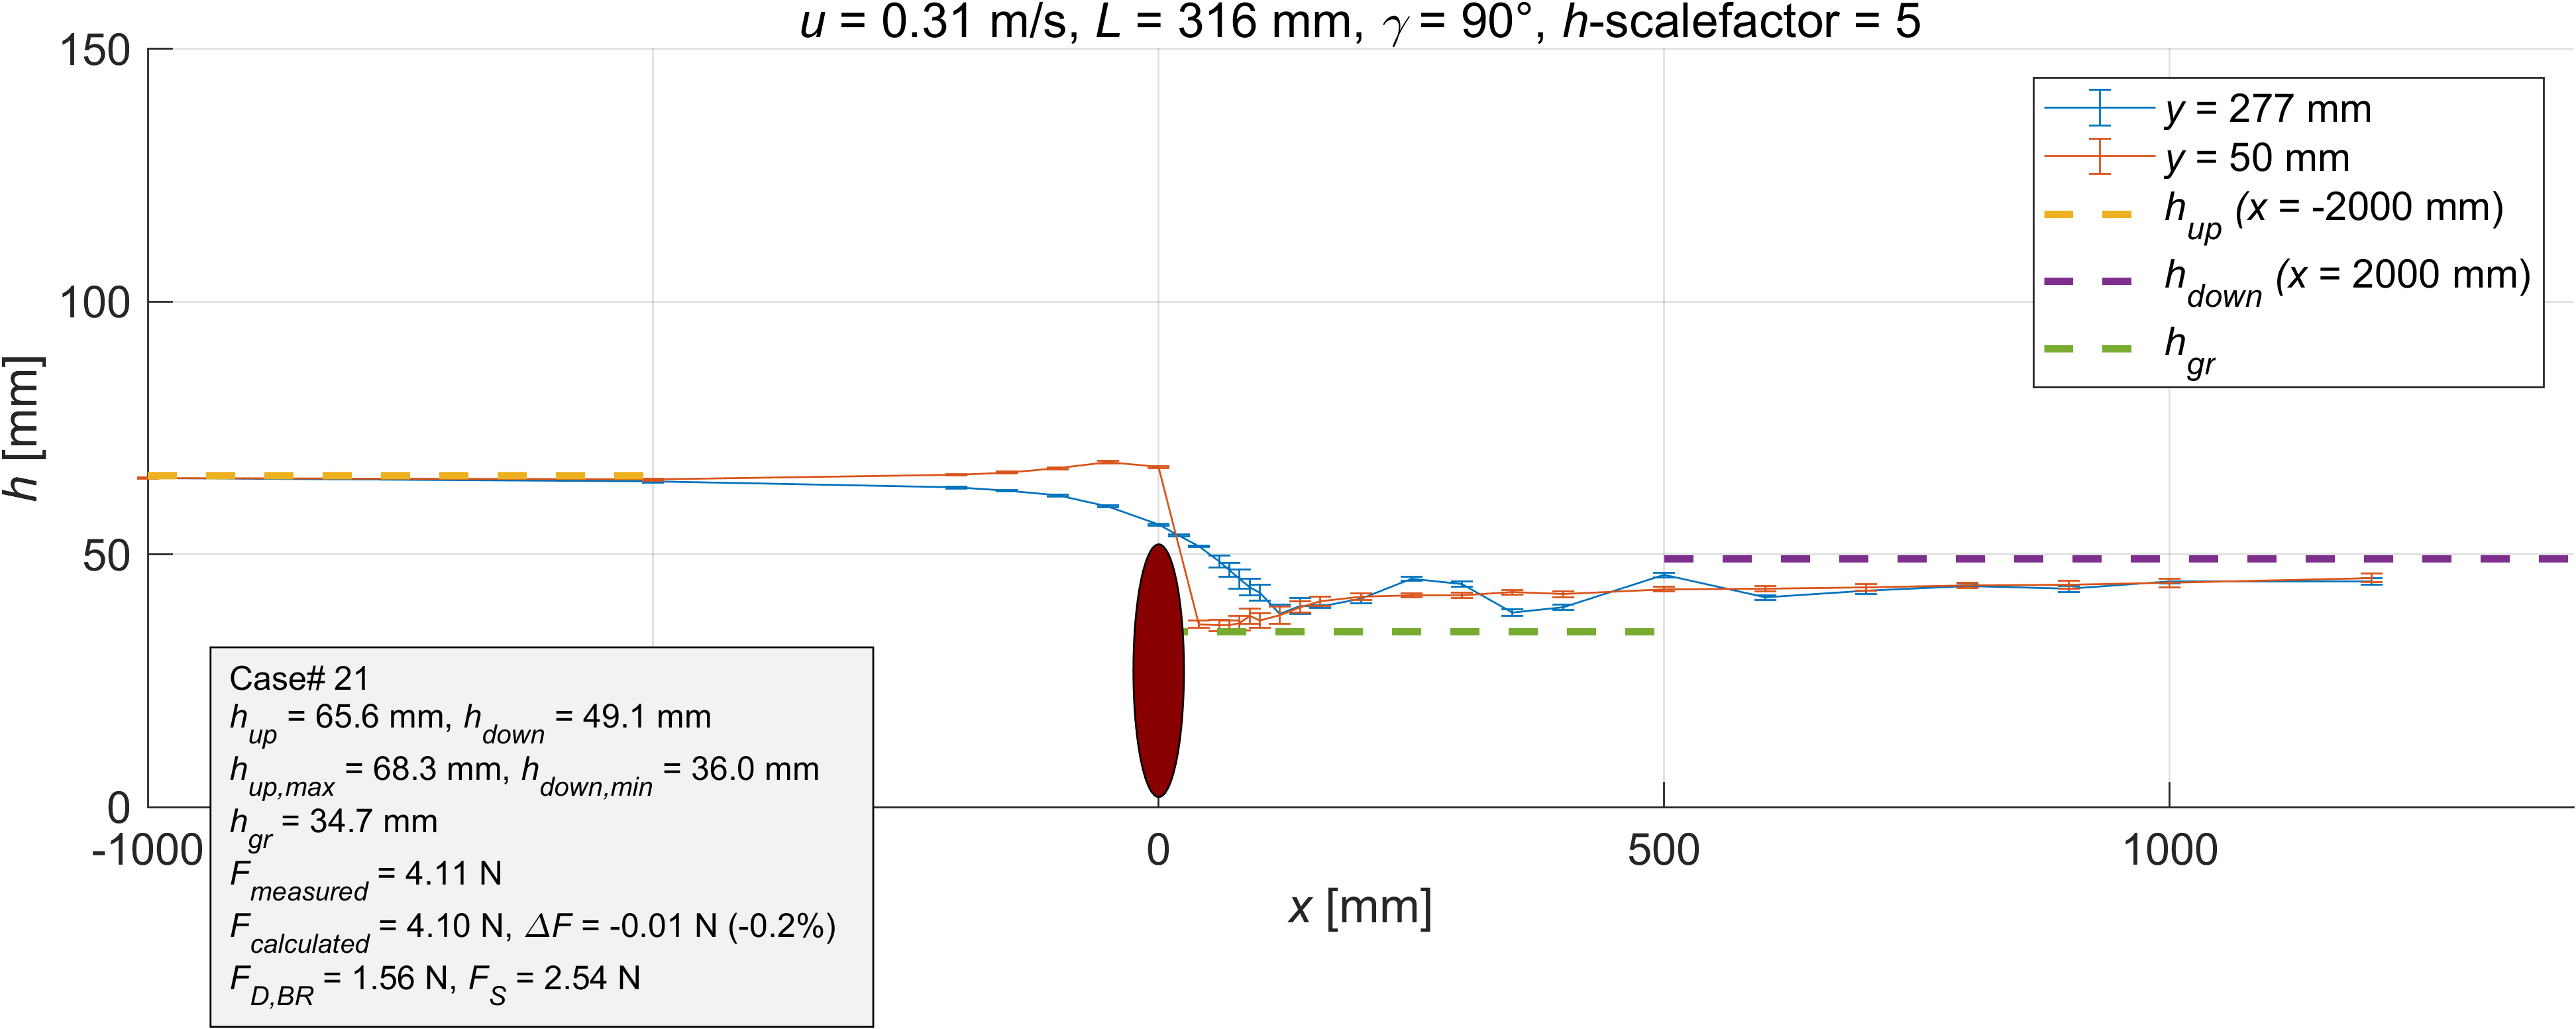 u = 0.31 m/s, L = 316 mm, γ = 90°, h-scalefactor = 5
150
100
50
0
h [mm]
-1000
0
500
1000
x [mm]
y = 277 mm
y = 50 mm
h_up (x = -2000 mm)
h_down (x = 2000 mm)
h_gr
Case# 21
h_up = 65.6 mm, h_down = 49.1 mm
h_up,max = 68.3 mm, h_down,min = 36.0 mm
h_gr = 34.7 mm
F_measured = 4.11 N
F_calculated = 4.10 N, ΔF = -0.01 N (-0.2%)
F_D,BR = 1.56 N, F_S = 2.54 N